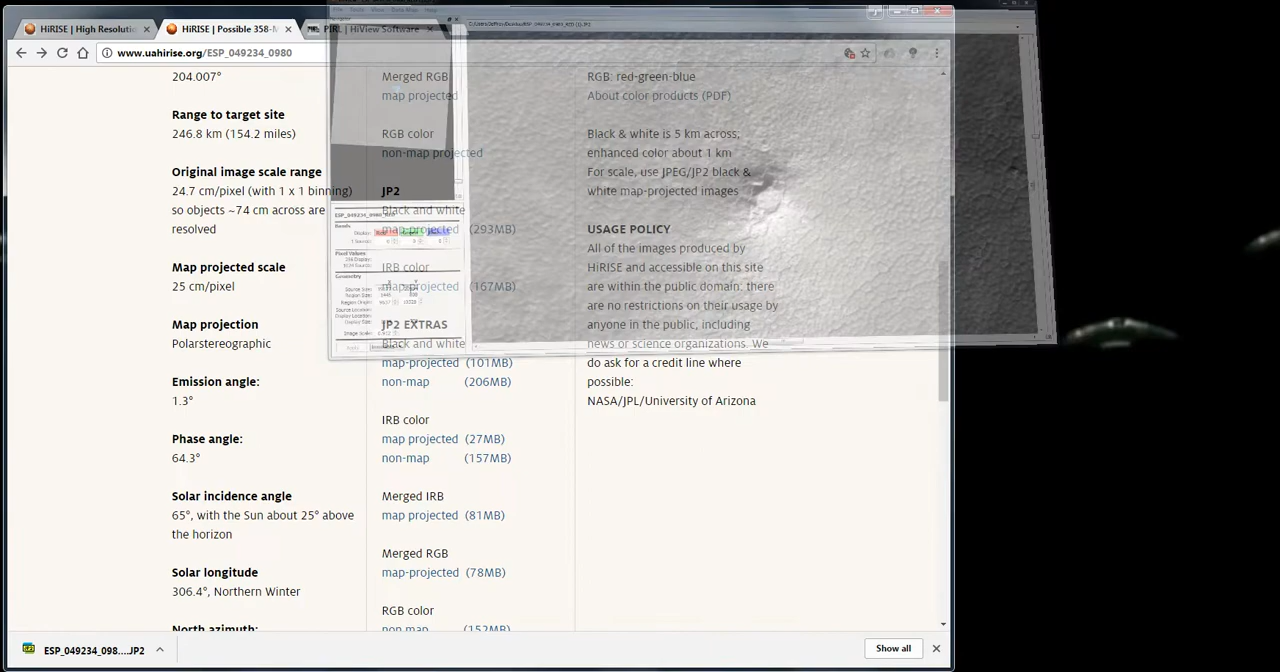 HiRISE | High Resolutio
HiRISE | Possible 358-M
PIRL | HiView Software
www.uahirise.org/ESP_049234_0980
204.007°
Range to target site
246.8 km (154.2 miles)
Original image scale range
24.7 cm/pixel (with 1 x 1 binning)
so objects ~74 cm across are
resolved
Map projected scale
25 cm/pixel
Map projection
Polarstereographic
Emission angle:
1.3°
Phase angle:
64.3°
Solar incidence angle
65°, with the Sun about 25° above
the horizon
Solar longitude
306.4°, Northern Winter
North azimuth:
Merged RGB
map projected
RGB color
non-map projected
JP2
Black and white
map-projected (293MB)
IRB color
map projected (167MB)
JP2 EXTRAS
Black and white
map-projected (101MB)
non-map (206MB)
IRB color
map projected (27MB)
non-map (157MB)
Merged IRB
map projected (81MB)
Merged RGB
map-projected (78MB)
RGB color
non map (152MB)
RGB: red-green-blue
About color products (PDF)
Black & white is 5 km across;
enhanced color about 1 km
For scale, use JPEG/JP2 black &
white map-projected images
USAGE POLICY
All of the images produced by
HiRISE and accessible on this site
are within the public domain: there
are no restrictions on their usage by
anyone in the public, including
news or science organizations. We
do ask for a credit line where
possible:
NASA/JPL/University of Arizona
ESP_049234_098....JP2
Show all